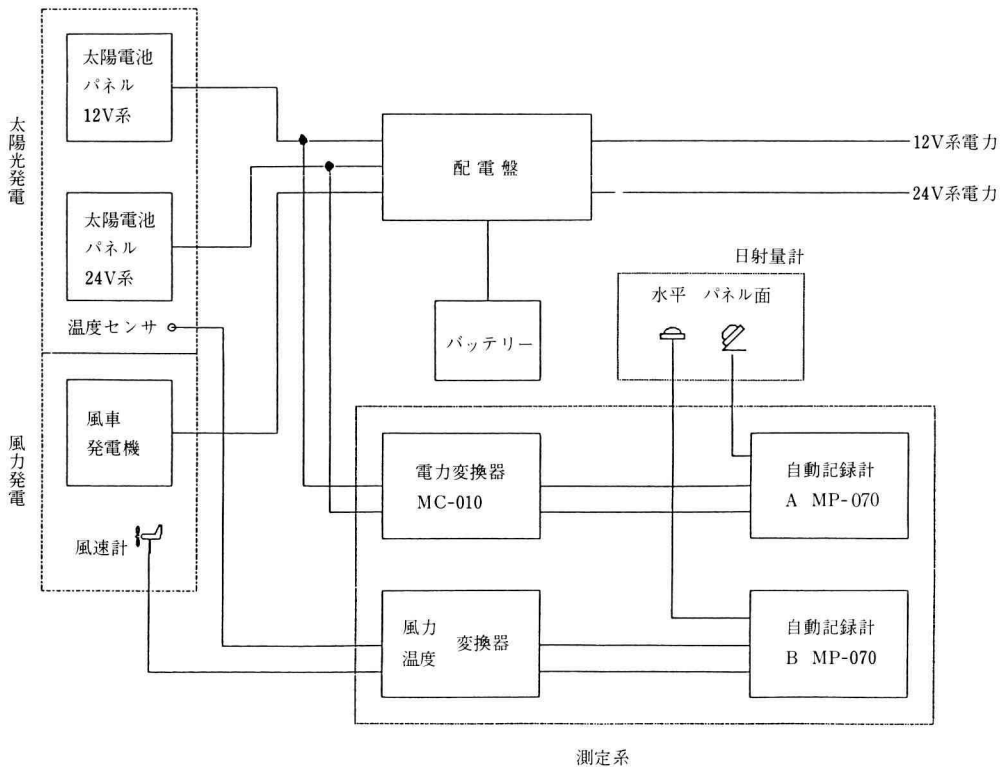 太陽光発電
太陽電池
パネル
12V系
太陽電池
パネル
24V系
温度センサ
風力発電
風車
発電機
風速計
配電盤
バッテリー
12V系電力
24V系電力
日射量計
水平 パネル面
電力変換器
MC-010
自動記録計
A MP-070
風力
温度
変換器
自動記録計
B MP-070
測定系